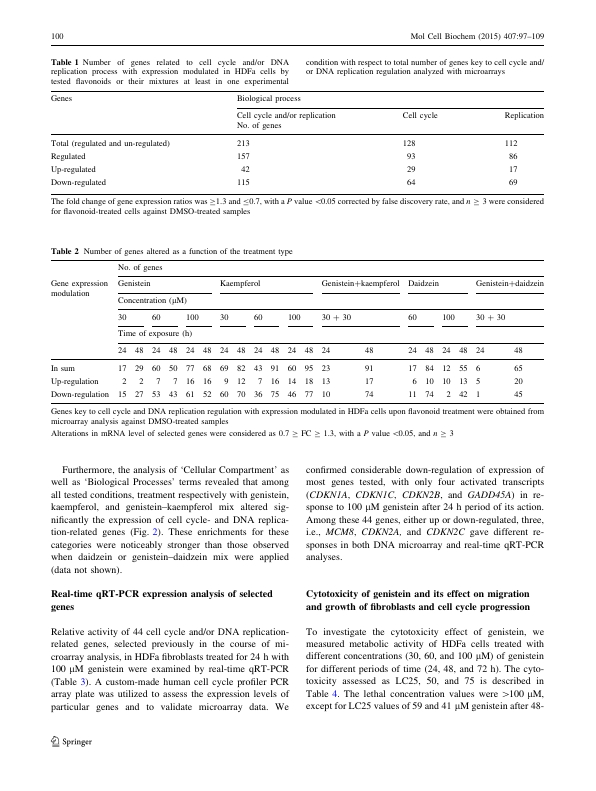 100 Mol Cell Biochem (2015) 407:97–109
Table 1 Number of genes related to cell cycle and/or DNA
replication process with expression modulated in HDFa cells by
tested flavonoids or their mixtures at least in one experimental
condition with respect to total number of genes key to cell cycle and/
or DNA replication regulation analyzed with microarrays
Genes Biological process
Cell cycle and/or replication Cell cycle Replication
No. of genes
Total (regulated and un-regulated) 213 128 112
Regulated 157 93 86
Up-regulated 42 29 17
Down-regulated 115 64 69
The fold change of gene expression ratios was ≥1.3 and ≤0.7, with a P value <0.05 corrected by false discovery rate, and n ≥ 3 were considered
for flavonoid-treated cells against DMSO-treated samples
Table 2 Number of genes altered as a function of the treatment type
No. of genes
Gene expression Genistein Kaempferol Genistein+kaempferol Daidzein Genistein+daidzein
modulation
Concentration (μM)
30 60 100 30 60 100 30 + 30 60 100 30 + 30
Time of exposure (h)
24 48 24 48 24 48 24 48 24 48 24 48 24 48 24 48 24 48 24 48
In sum 17 29 60 50 77 68 69 82 43 91 60 95 23 91 17 84 12 55 6 65
Up-regulation 2 2 7 7 16 16 9 12 7 16 14 18 13 17 6 10 10 13 5 20
Down-regulation 15 27 53 43 61 52 60 70 36 75 46 77 10 74 11 74 2 42 1 45
Genes key to cell cycle and DNA replication regulation with expression modulated in HDFa cells upon flavonoid treatment were obtained from
microarray analysis against DMSO-treated samples
Alterations in mRNA level of selected genes were considered as 0.7 ≥ FC ≥ 1.3, with a P value <0.05, and n ≥ 3
Furthermore, the analysis of ‘Cellular Compartment’ as
well as ‘Biological Processes’ terms revealed that among
all tested conditions, treatment respectively with genistein,
kaempferol, and genistein–kaempferol mix altered sig-
nificantly the expression of cell cycle- and DNA replica-
tion-related genes (Fig. 2). These enrichments for these
categories were noticeably stronger than those observed
when daidzein or genistein–daidzein mix were applied
(data not shown).
Real-time qRT-PCR expression analysis of selected
genes
Relative activity of 44 cell cycle and/or DNA replication-
related genes, selected previously in the course of mi-
croarray analysis, in HDFa fibroblasts treated for 24 h with
100 μM genistein were examined by real-time qRT-PCR
(Table 3). A custom-made human cell cycle profiler PCR
array plate was utilized to assess the expression levels of
particular genes and to validate microarray data. We
confirmed considerable down-regulation of expression of
most genes tested, with only four activated transcripts
(CDKN1A, CDKN1C, CDKN2B, and GADD45A) in re-
sponse to 100 μM genistein after 24 h period of its action.
Among these 44 genes, either up or down-regulated, three,
i.e., MCM8, CDKN2A, and CDKN2C gave different re-
sponses in both DNA microarray and real-time qRT-PCR
analyses.
Cytotoxicity of genistein and its effect on migration
and growth of fibroblasts and cell cycle progression
To investigate the cytotoxicity effect of genistein, we
measured metabolic activity of HDFa cells treated with
different concentrations (30, 60, and 100 μM) of genistein
for different periods of time (24, 48, and 72 h). The cyto-
toxicity assessed as LC25, 50, and 75 is described in
Table 4. The lethal concentration values were >100 μM,
except for LC25 values of 59 and 41 μM genistein after 48-
Springer